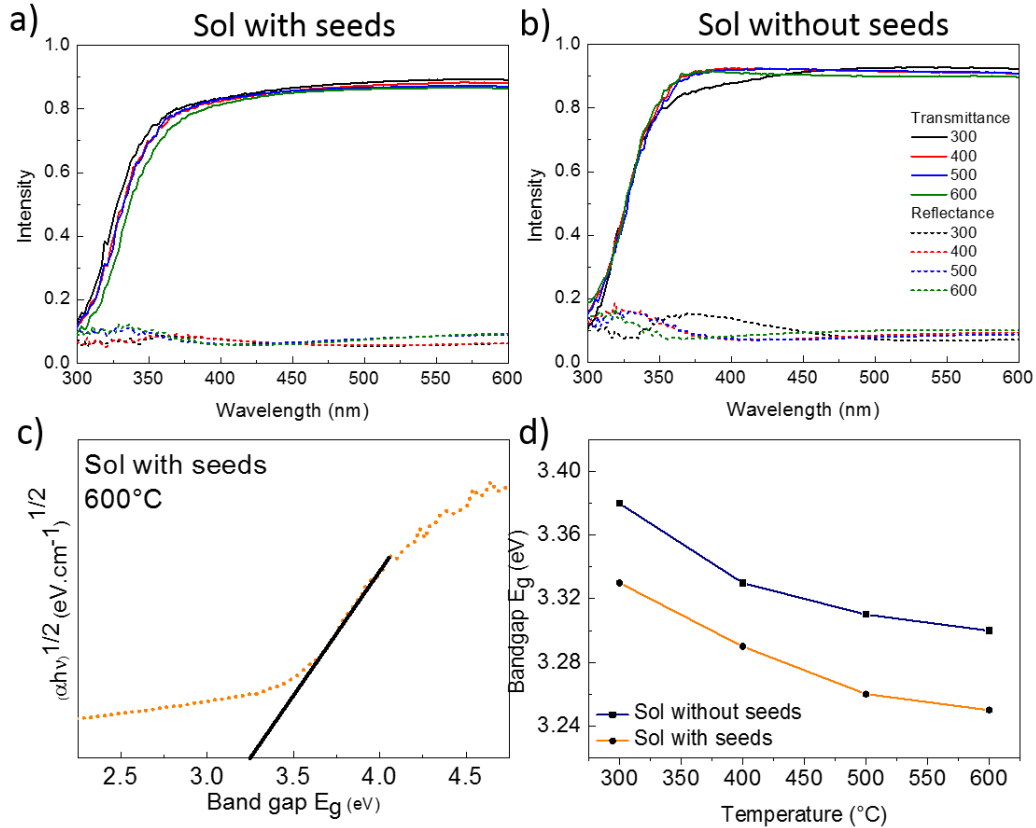 a)
Sol with seeds
1.0
0.8
0.6
0.4
0.2
0.0
Intensity
300 350 400 450 500 550 600
Wavelength (nm)
b)
Sol without seeds
1.0
0.8
0.6
0.4
0.2
0.0
Intensity
Transmittance
300
400
500
600
Reflectance
300
400
500
600
300 350 400 450 500 550 600
Wavelength (nm)
c)
Sol with seeds
600°C
(αhν)1/2 (eV.cm-1)1/2
2.5 3.0 3.5 4.0 4.5
Band gap Eg (eV)
d)
3.40
3.36
3.32
3.28
3.24
Bandgap Eg (eV)
Sol without seeds
Sol with seeds
300 350 400 450 500 550 600
Temperature (°C)